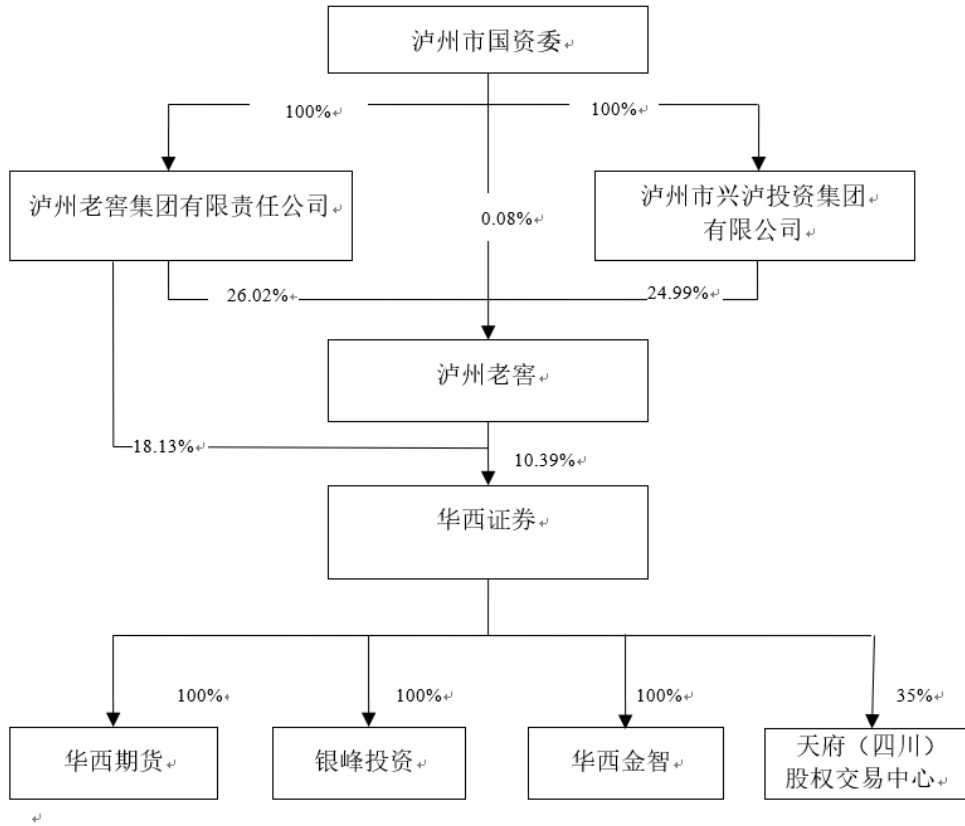 泸州市国资委
100%
100%
泸州老窖集团有限责任公司
泸州市兴泸投资集团
有限公司
0.08%
26.02%
24.99%
泸州老窖
18.13%
10.39%
华西证券
100%
100%
100%
35%
华西期货
银峰投资
华西金智
天府（四川）
股权交易中心